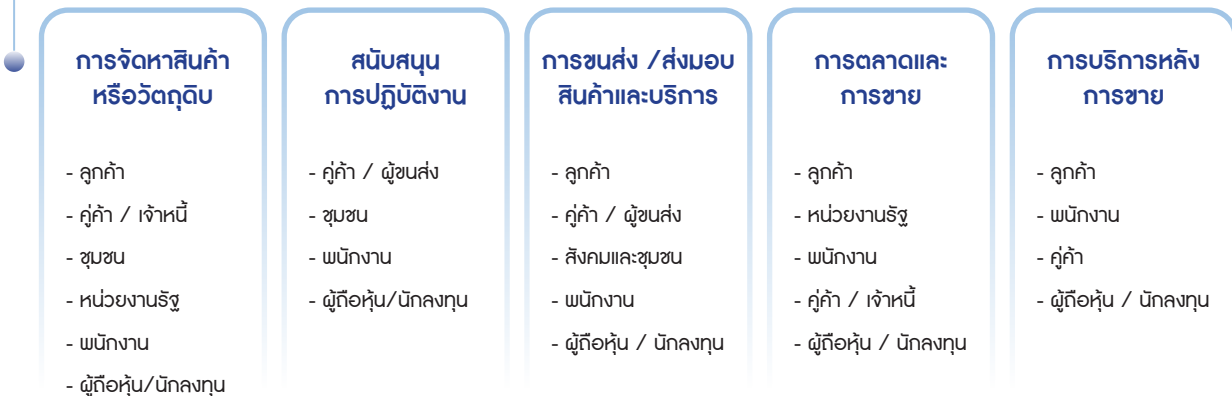 การจัดหาสินค้า
หรือวัตถุดิบ
- ลูกค้า
- คู่ค้า / เจ้าหนี้
- ชุมชน
- หน่วยงานรัฐ
- พนักงาน
- ผู้ถือหุ้น/นักลงทุน
สนับสนุน
การปฏิบัติงาน
- คู่ค้า / ผู้ขนส่ง
- ชุมชน
- พนักงาน
- ผู้ถือหุ้น/นักลงทุน
การขนส่ง /ส่งมอบ
สินค้าและบริการ
- ลูกค้า
- คู่ค้า / ผู้ขนส่ง
- สังคมและชุมชน
- พนักงาน
- ผู้ถือหุ้น / นักลงทุน
การตลาดและ
การขาย
- ลูกค้า
- หน่วยงานรัฐ
- พนักงาน
- คู่ค้า / เจ้าหนี้
- ผู้ถือหุ้น / นักลงทุน
การบริการหลัง
การขาย
- ลูกค้า
- พนักงาน
- คู่ค้า
- ผู้ถือหุ้น / นักลงทุน